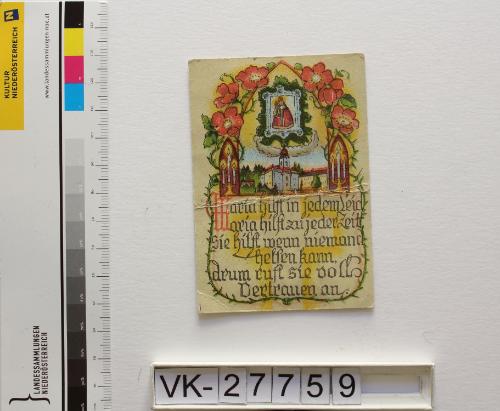 KULTUR
NIEDERÖSTERREICH
www.landessammlungen-noe.at
LANDESSAMMLUNGEN
NIEDERÖSTERREICH
Maria hilft in jedem Leid
Maria hilft zu jeder Zeit
Sie hilft wenn niemand
helfen kann,
drum ruft sie voll
Vertrauen an.
VK-27759